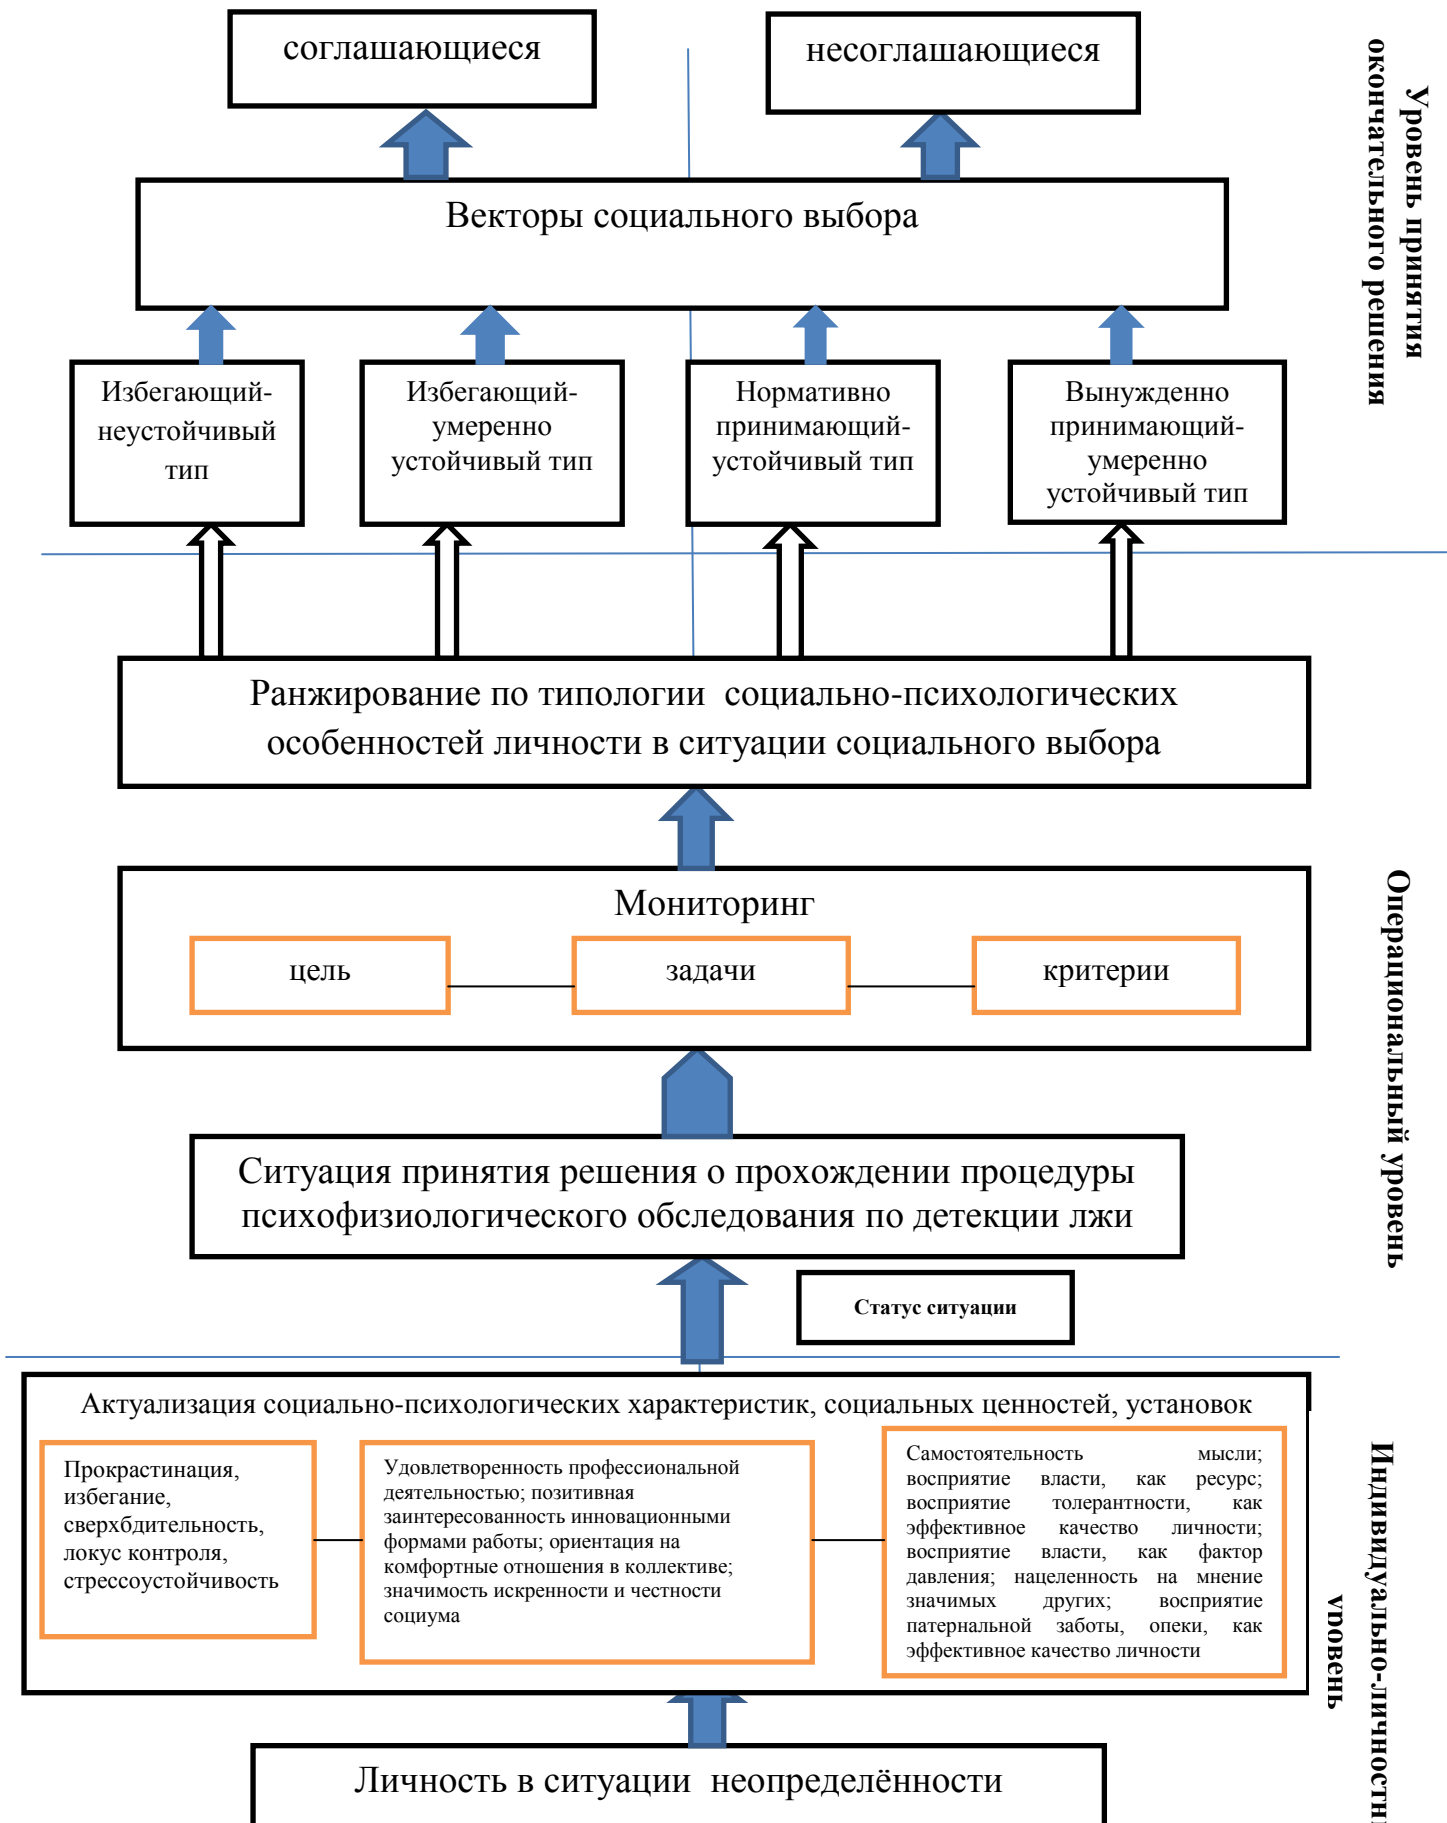 соглашающиеся
несоглашающиеся
Уровень принятия
окончательного решения
Векторы социального выбора
Избегающий-
неустойчивый
тип
Избегающий-
умеренно
устойчивый тип
Нормативно
принимающий-
устойчивый тип
Вынужденно
принимающий-
умеренно
устойчивый тип
Ранжирование по типологии социально-психологических
особенностей личности в ситуации социального выбора
Операциональный уровень
Мониторинг
цель
задачи
критерии
Ситуация принятия решения о прохождении процедуры
психофизиологического обследования по детекции лжи
Статус ситуации
Актуализация социально-психологических характеристик, социальных ценностей, установок
Прокрастинация,
избегание,
сверхбдительность,
локус контроля,
стрессоустойчивость
Удовлетворенность профессиональной
деятельностью; позитивная
заинтересованность инновационными
формами работы; ориентация на
комфортные отношения в коллективе;
значимость искренности и честности
социума
Самостоятельность мысли;
восприятие власти, как ресурс;
восприятие толерантности, как
эффективное качество личности;
восприятие власти, как фактор
давления; нацеленность на мнение
значимых других; восприятие
патернальной заботы, опеки, как
эффективное качество личности
Индивидуально-личностн
уровень
Личность в ситуации неопределённости